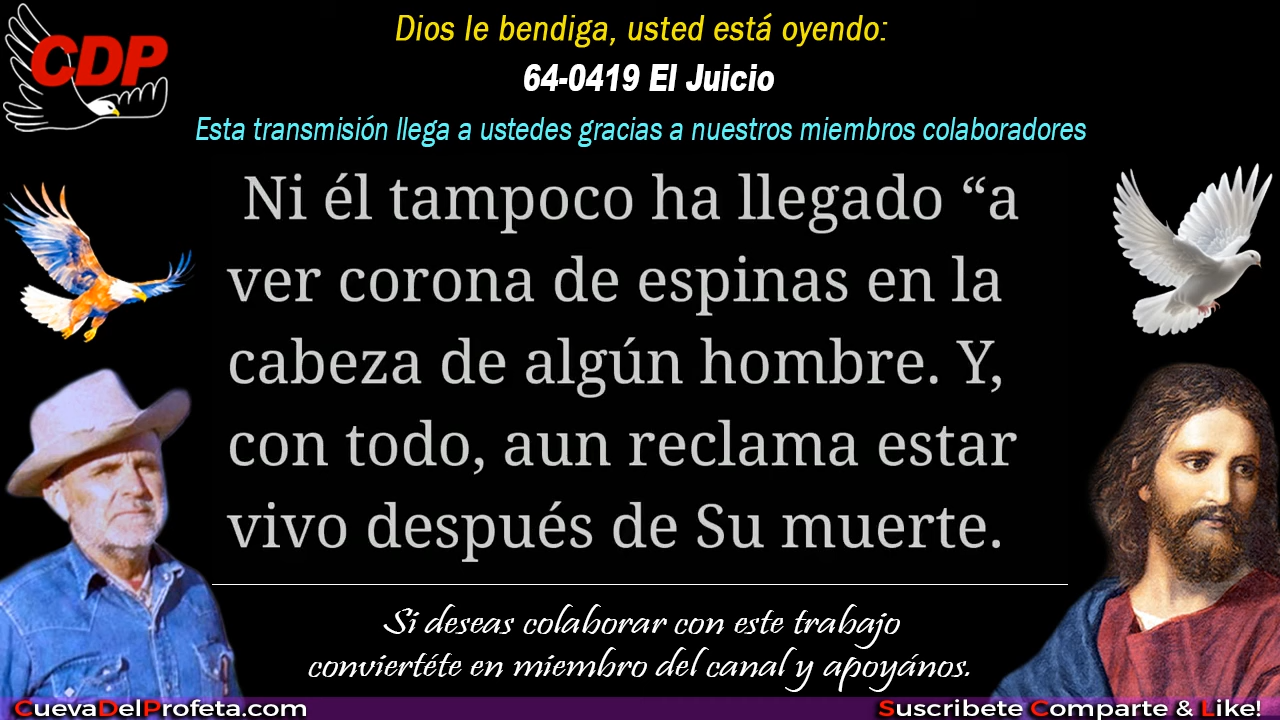 CDP
Dios le bendiga, usted está oyendo:
64-0419 El Juicio
Esta transmisión llega a ustedes gracias a nuestros miembros colaboradores
Ni él tampoco ha llegado “a
ver corona de espinas en la
cabeza de algún hombre. Y,
con todo, aun reclama estar
vivo después de Su muerte.
Si deseas colaborar con este trabajo
conviertéte en miembro del canal y apoyános.
CuevaDelProfeta.com
Suscribete Comparte & Like!